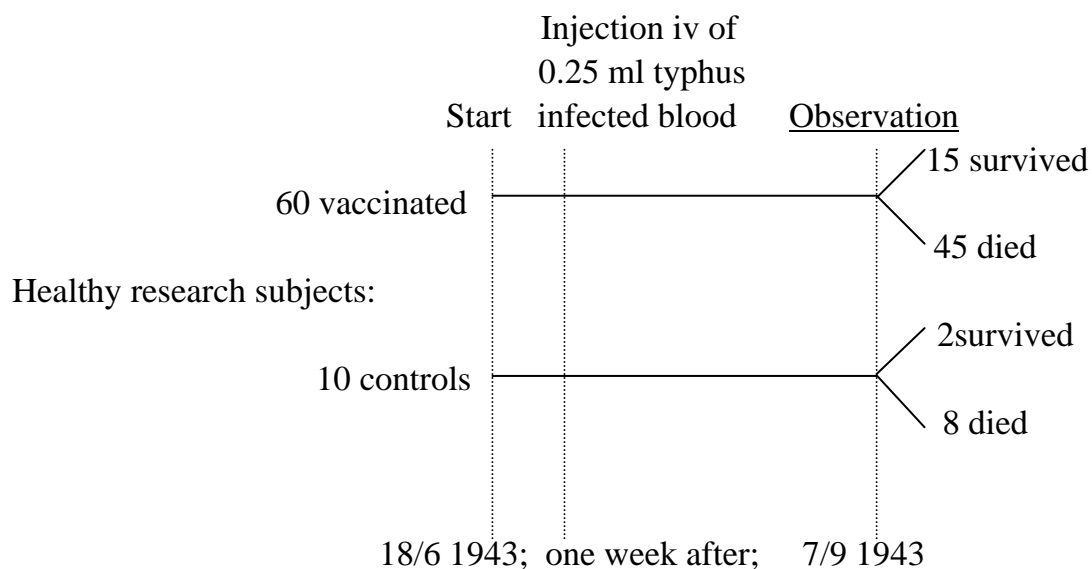 Injection iv of
0.25 ml typhus
Start infected blood Observation
15 survived
60 vaccinated
45 died
Healthy research subjects:
2survived
10 controls
8 died
18/6 1943; one week after; 7/9 1943